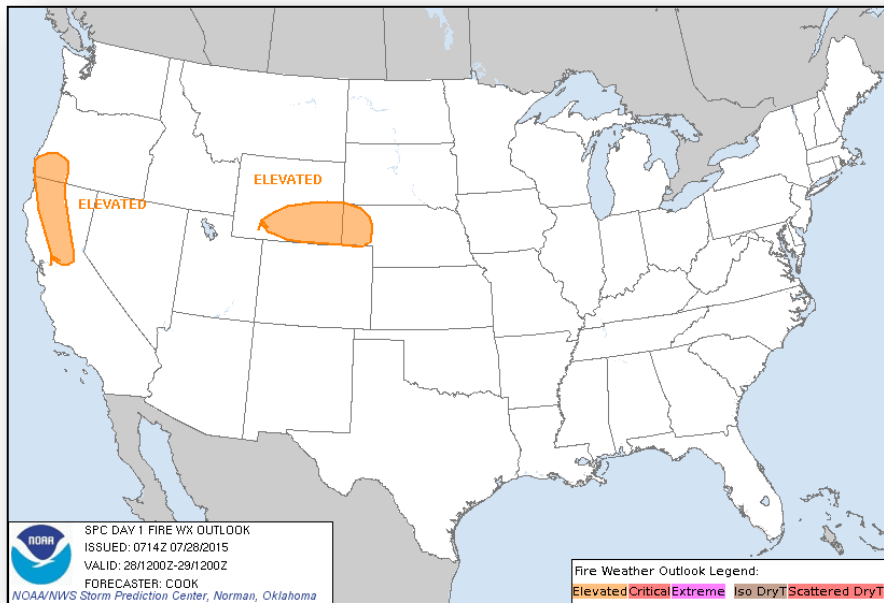 ELEVATED
ELEVATED
NOAA
SPC DAY 1 FIRE WX OUTLOOK
ISSUED: 0714Z 07/28/2015
VALID: 28/1200Z-29/1200Z
FORECASTER: COOK
NOAA/NWS Storm Prediction Center, Norman, Oklahoma
Fire Weather Outlook Legend:
Elevated Critical Extreme Iso DryT Scattered DryT